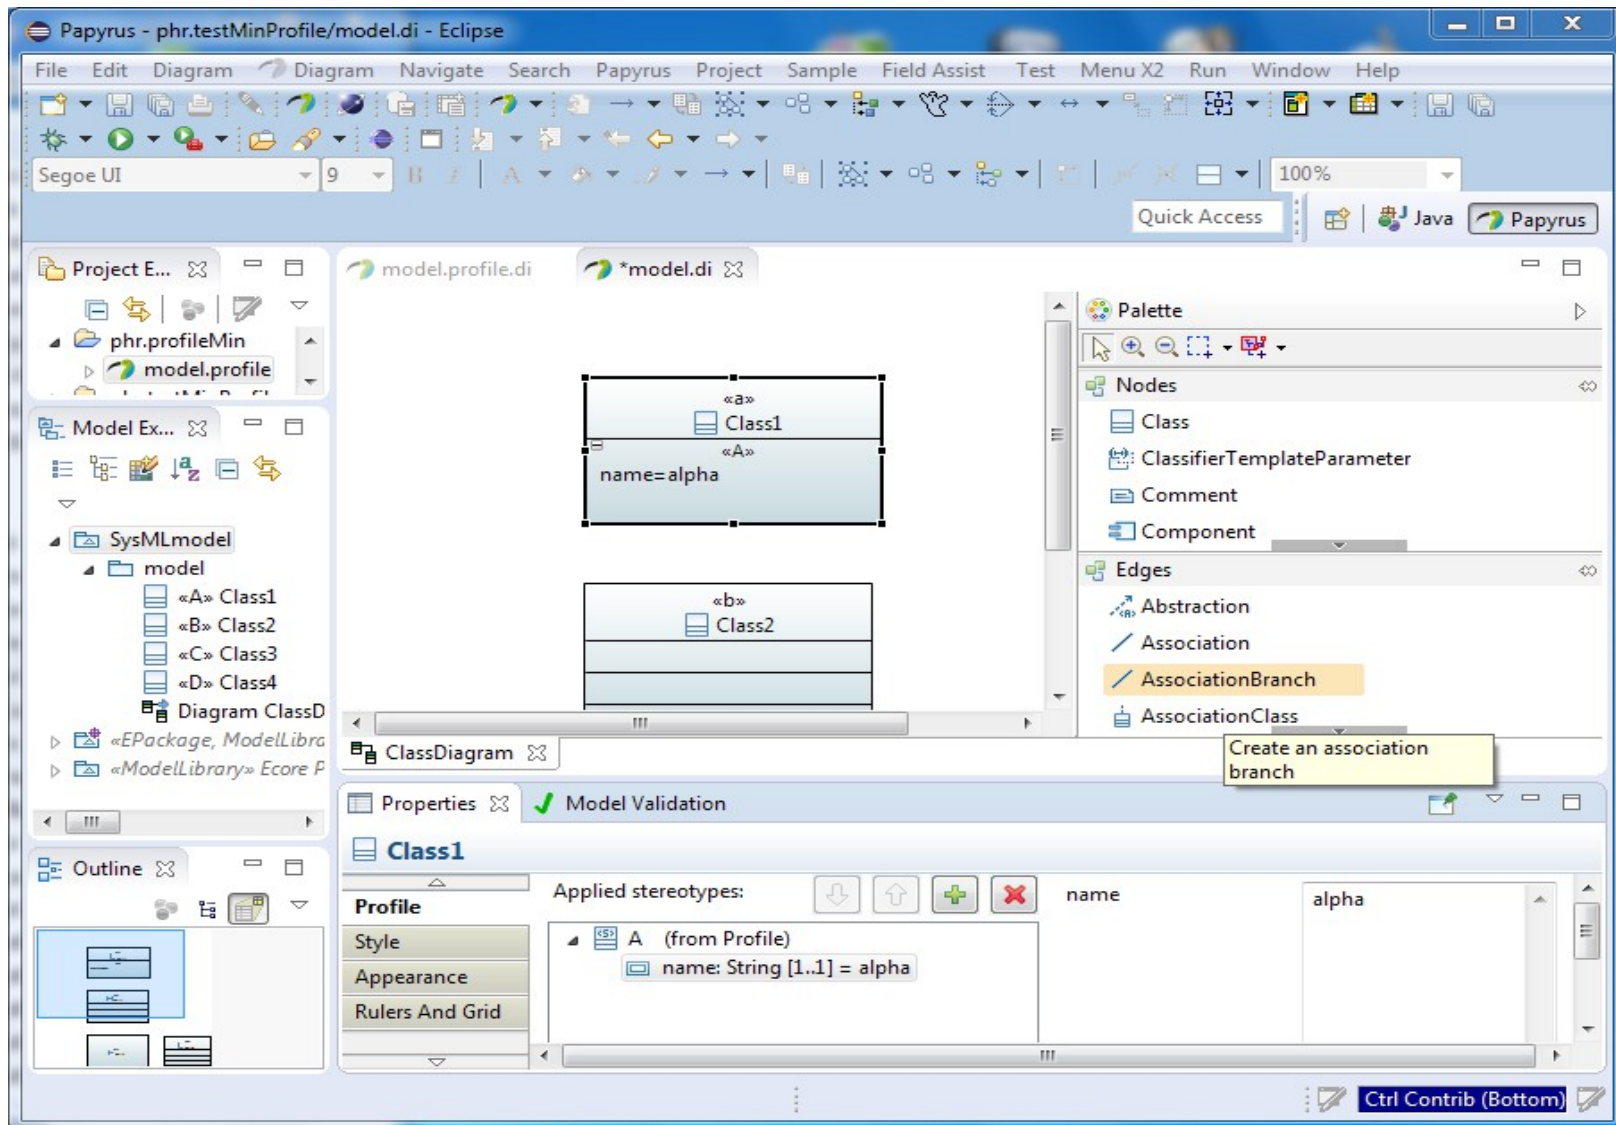 Papyrus - phr.testMinProfile/model.di - Eclipse
File Edit Diagram Diagram Navigate Search Papyrus Project Sample Field Assist Test Menu X2 Run Window Help
Segoe UI 9 B I A 100%
Quick Access Java Papyrus
Project E...
phr.profileMin
model.profile
Model Ex...
SysMLmodel
model
«A» Class1
«B» Class2
«C» Class3
«D» Class4
Diagram ClassD
«EPackage, ModelLibra
«ModelLibrary» Ecore P
Outline
model.profile.di *model.di
«a»
Class1
«A»
name=alpha
«b»
Class2
ClassDiagram
Palette
Nodes
Class
ClassifierTemplateParameter
Comment
Component
Edges
Abstraction
Association
AssociationBranch
AssociationClass
Create an association
branch
Properties Model Validation
Class1
Profile
Style
Appearance
Rulers And Grid
Applied stereotypes:
A (from Profile)
name: String [1..1] = alpha
name alpha
Ctrl Contrib (Bottom)